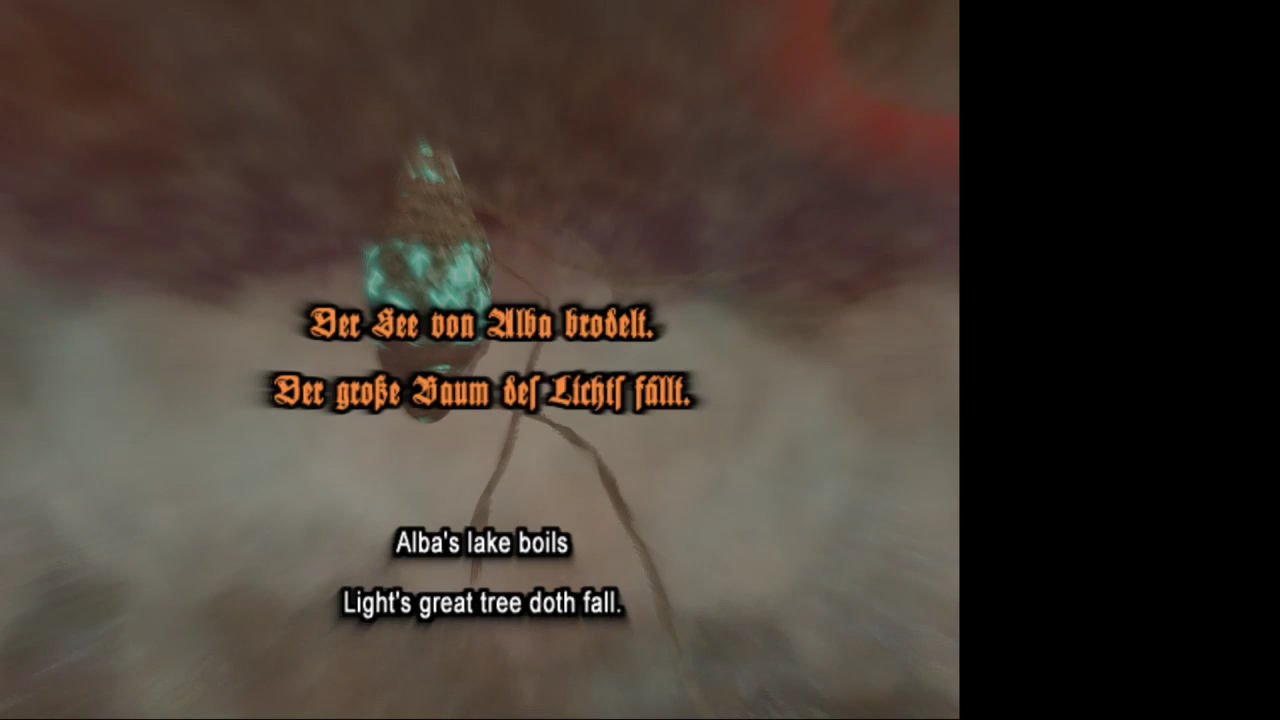 Der See von Alba brodelt.
Der große Baum deſ Lichtſ fällt.
Alba's lake boils
Light's great tree doth fall.